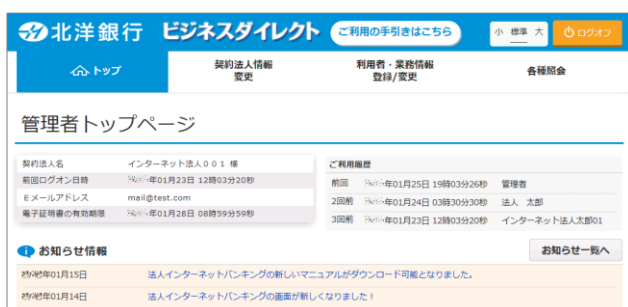 北洋銀行 ビジネスダイレクト ご利用の手引きはこちら 小 標準 大 ログオフ
トップ 契約法人情報 変更 利用者・業務情報 登録/変更 各種照会
管理者トップページ
契約法人名 インターネット法人001 様
前回ログオン日時 年01月23日 12時03分20秒
Eメールアドレス mail@test.com
電子証明書の有効期限 年01月28日 08時59分59秒
ご利用履歴
前回 年01月25日 19時03分26秒 管理者
2回前 年01月24日 03時30分30秒 法人 太郎
3回前 年01月23日 12時03分20秒 インターネット法人太郎01
お知らせ情報 お知らせ一覧へ
年01月15日 法人インターネットバンキングの新しいマニュアルがダウンロード可能となりました。
年01月14日 法人インターネットバンキングの画面が新しくなりました!